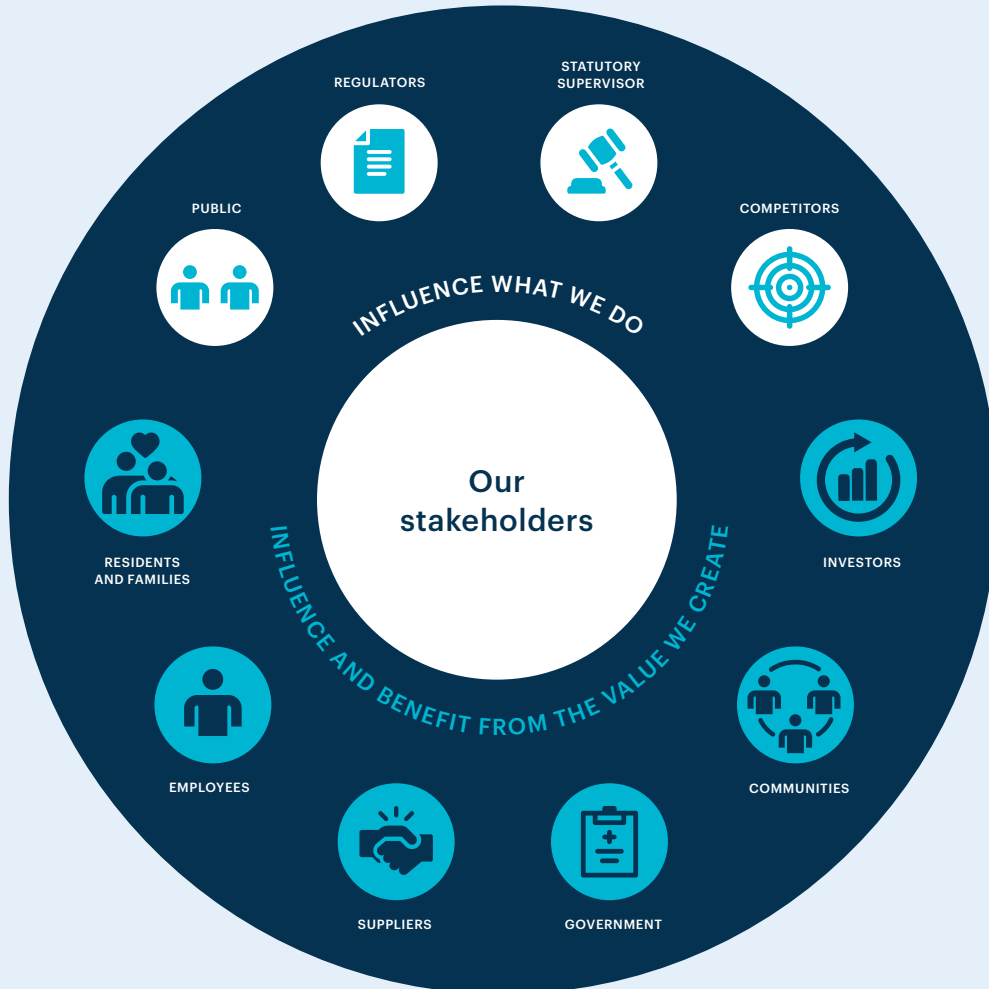 STATUTORY
SUPERVISOR
REGULATORS
PUBLIC
COMPETITORS
INFLUENCE WHAT WE DO
Our
stakeholders
RESIDENTS
AND FAMILIES
INVESTORS
INFLUENCE AND BENEFIT FROM THE VALUE WE CREATE
EMPLOYEES
COMMUNITIES
SUPPLIERS
GOVERNMENT